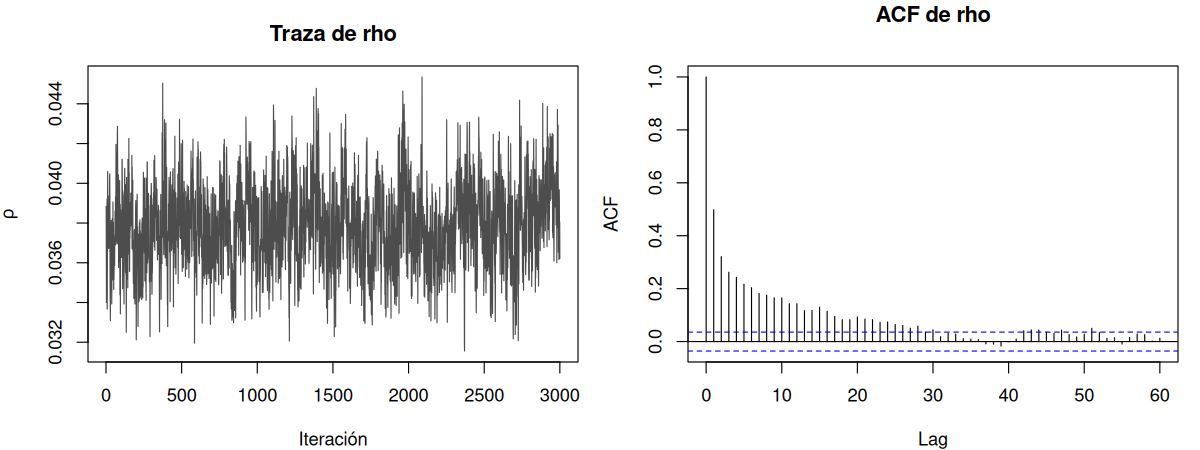 Traza de rho
ρ
0.032 0.036 0.040 0.044
0 500 1000 1500 2000 2500 3000
Iteración
ACF de rho
ACF
0.0 0.2 0.4 0.6 0.8 1.0
0 10 20 30 40 50 60
Lag